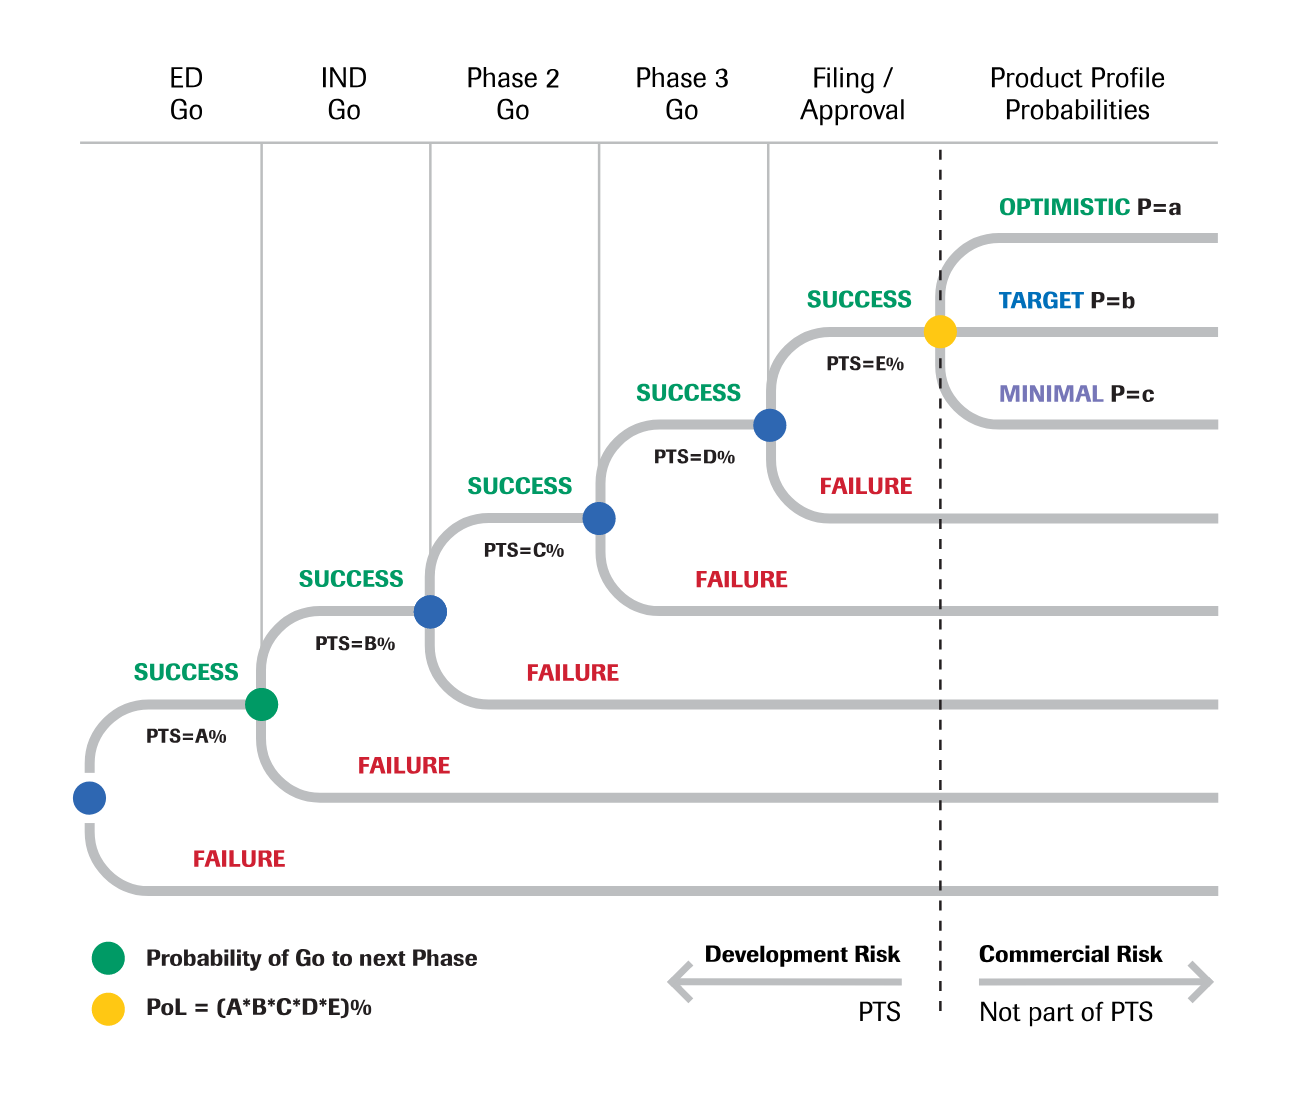 ED
Go
IND
Go
Phase 2
Go
Phase 3
Go
Filing /
Approval
Product Profile
Probabilities
OPTIMISTIC P=a
SUCCESS
TARGET P=b
PTS=E%
SUCCESS
MINIMAL P=c
PTS=D%
SUCCESS
FAILURE
PTS=C%
SUCCESS
FAILURE
PTS=B%
SUCCESS
FAILURE
PTS=A%
FAILURE
FAILURE
Probability of Go to next Phase
PoL = (A*B*C*D*E)%
Development Risk
PTS
Commercial Risk
Not part of PTS